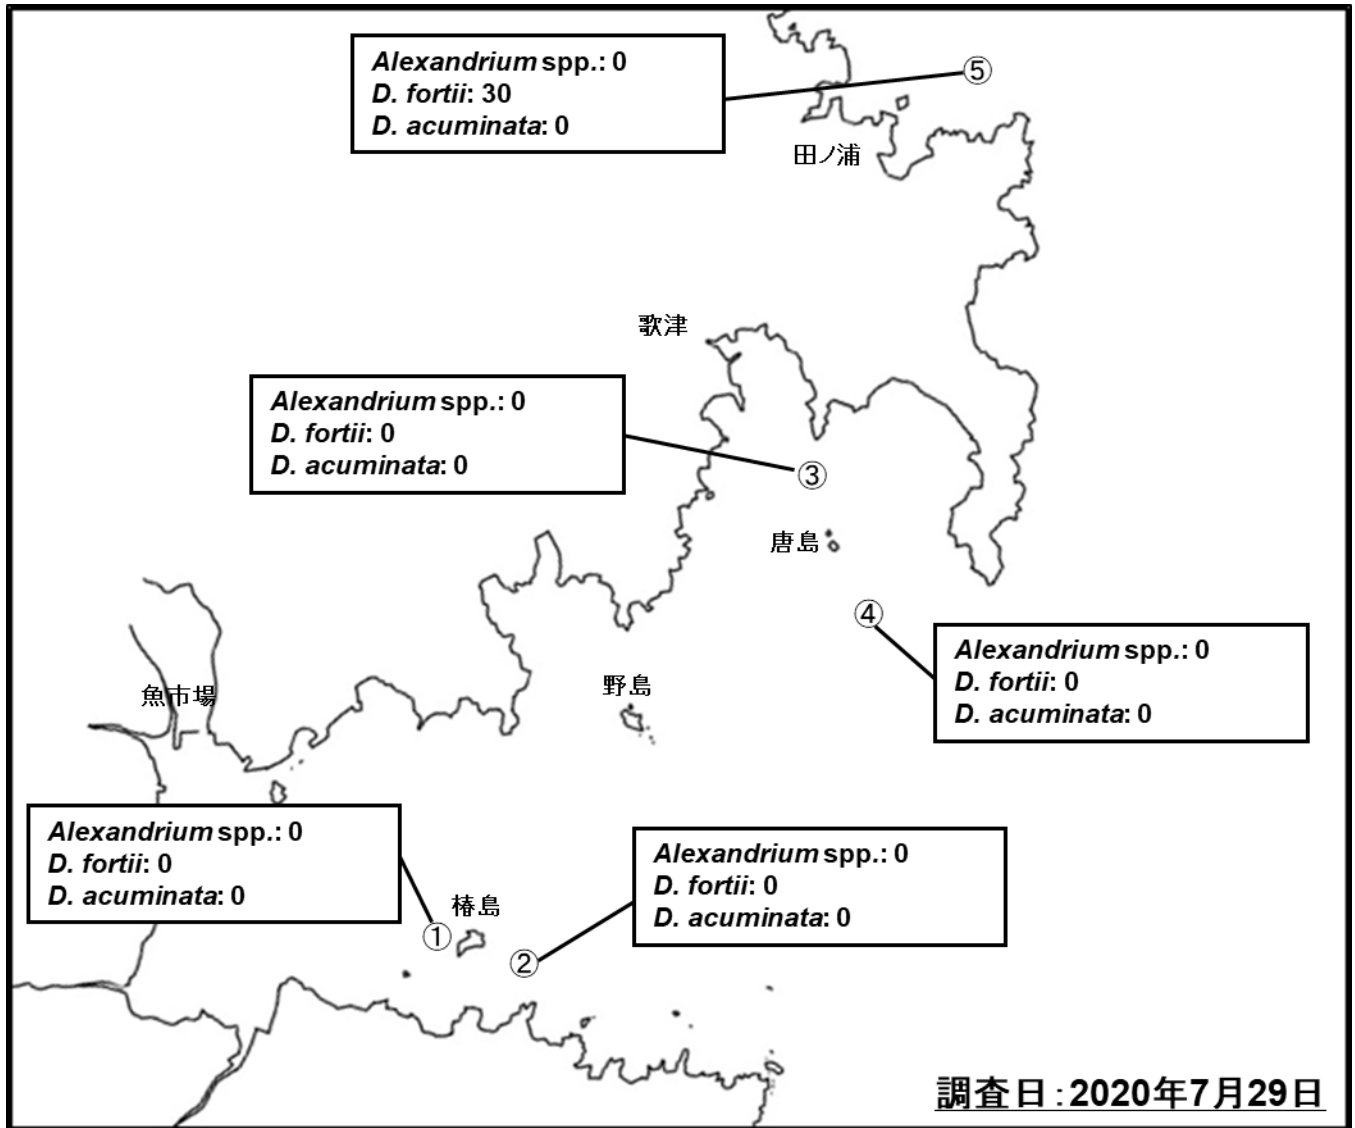 Alexandrium spp.: 0
D. fortii: 30
D. acuminata: 0
⑤
田ノ浦
歌津
Alexandrium spp.: 0
D. fortii: 0
D. acuminata: 0
③
唐島
④
Alexandrium spp.: 0
D. fortii: 0
D. acuminata: 0
野島
魚市場
Alexandrium spp.: 0
D. fortii: 0
D. acuminata: 0
椿島
①
②
Alexandrium spp.: 0
D. fortii: 0
D. acuminata: 0
調査日:2020年7月29日